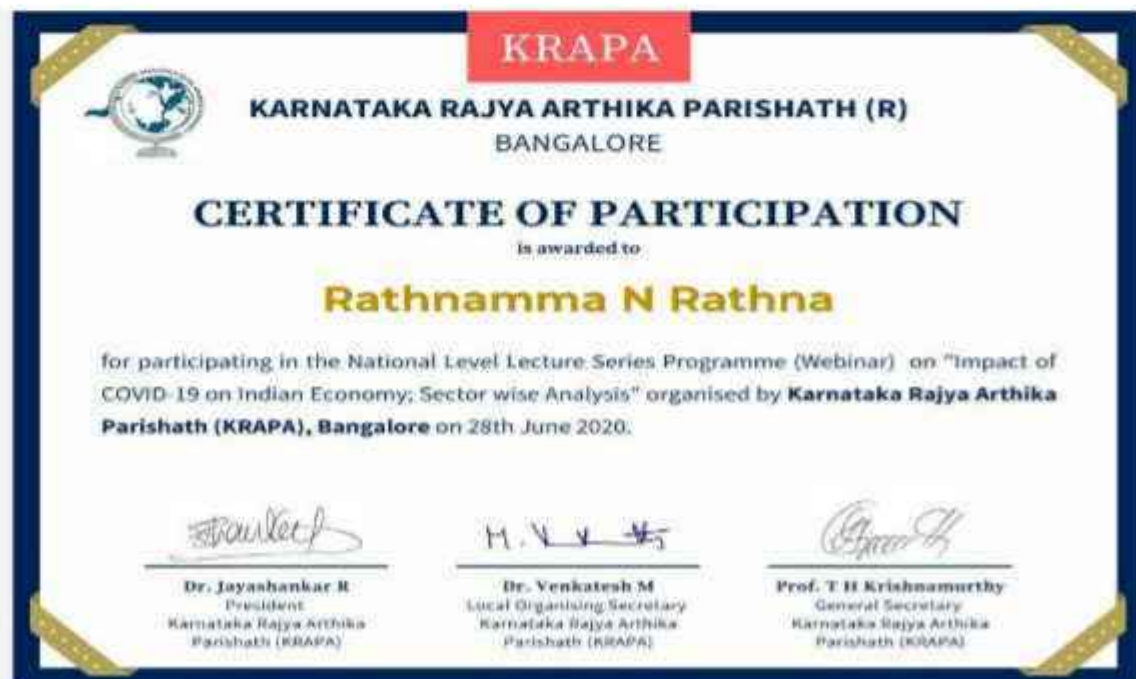 KRAPA
KARNATAKA RAJYA ARTHIKA PARISHATH (R)
BANGALORE
CERTIFICATE OF PARTICIPATION
is awarded to
Rathnamma N Rathna
for participating in the National Level Lecture Series Programme (Webinar) on "Impact of
COVID-19 on Indian Economy; Sector wise Analysis" organised by Karnataka Rajya Arthika
Parishath (KRAPA), Bangalore on 28th June 2020.
M. V
Dr. Jayashankar R
President
Karnataka Rajya Arthika
Parishath (KRAPA)
Dr. Venkatesh M
Local Organising Secretary
Karnataka Rajya Arthika
Parishath (KRAPA)
Prof. T H Krishnamurthy
General Secretary
Karnataka Rajya Arthika
Parishath (KRAPA)